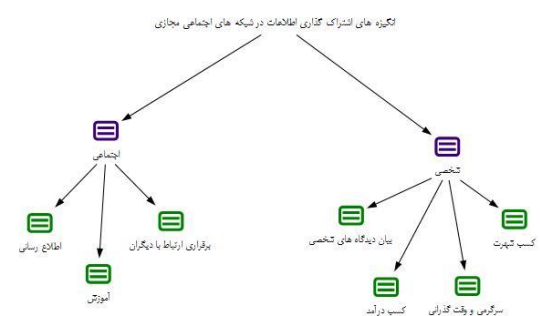 انگیزه های اشتراک گذاری اطلاعات در شبکه های اجتماعی مجازی
شخصی
اجتماعی
کسب شهرت
سرگرمی و وقت گذرانی
کسب درآمد
بیان دیدگاه های شخصی
برقراری ارتباط با دیگران
آموزش
اطلاع رسانی